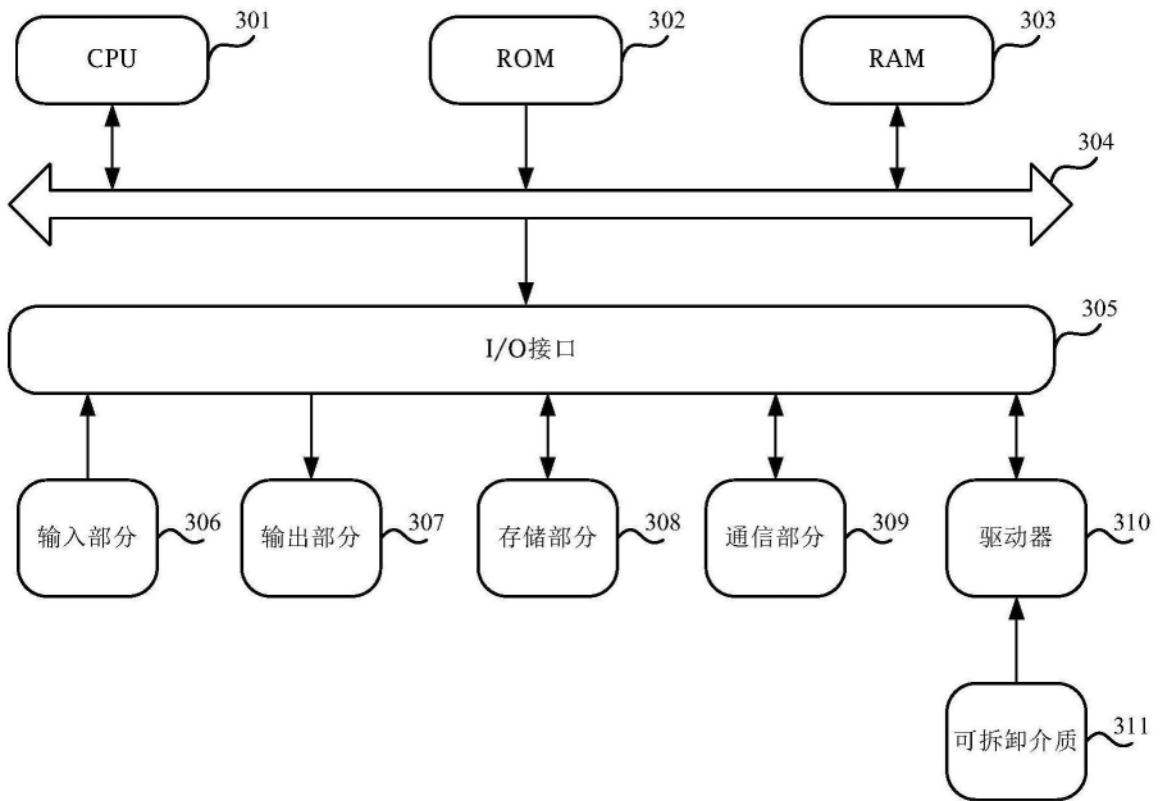 CPU
301
ROM
302
RAM
303
304
I/O接口
305
输入部分
306
输出部分
307
存储部分
308
通信部分
309
驱动器
310
可拆卸介质
311